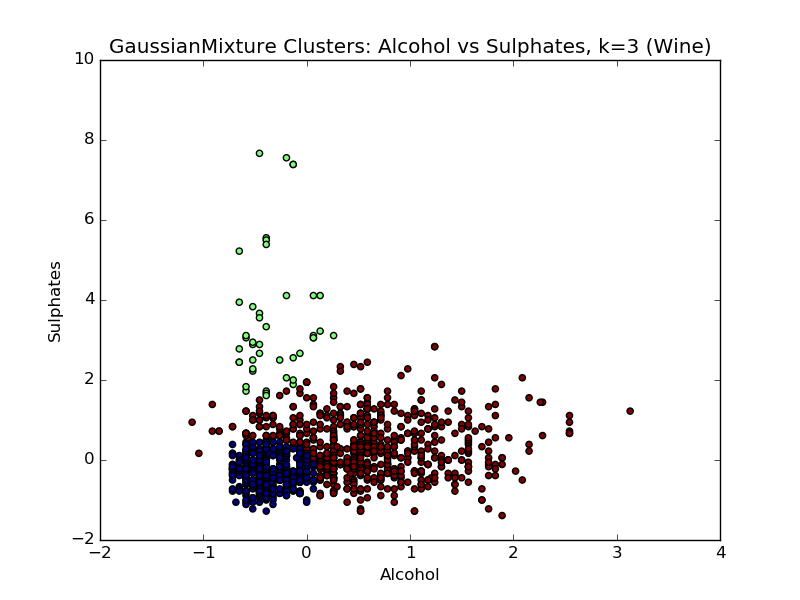 GaussianMixture Clusters: Alcohol vs Sulphates, k=3 (Wine)
10
8
6
4
2
0
−2
Sulphates
−2 −1 0 1 2 3 4
Alcohol